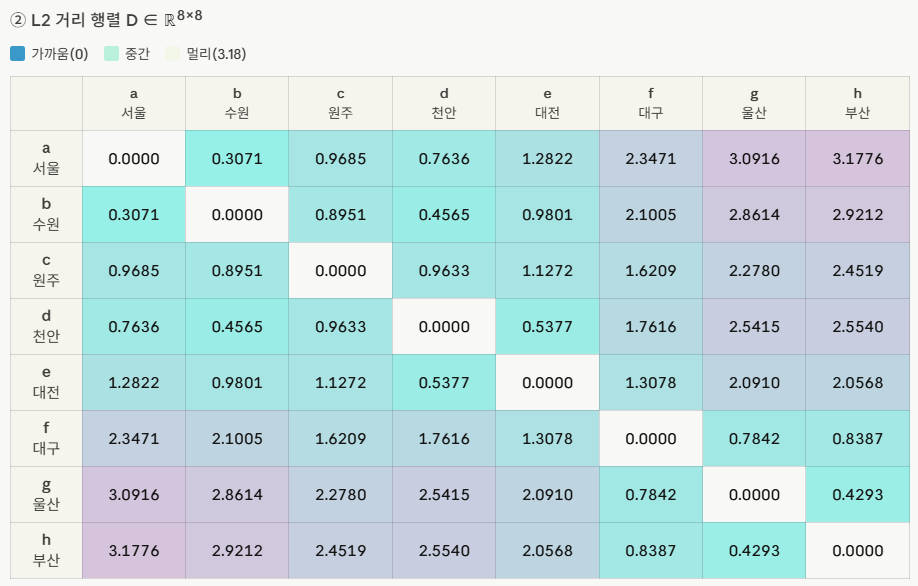 ② L2 거리 행렬 D ∈ ℝ⁸ˣ⁸
가까움(0) 중간 멀리(3.18)
a b c d e f g h
서울 수원 원주 천안 대전 대구 울산 부산
a
서울 0.0000 0.3071 0.9685 0.7636 1.2822 2.3471 3.0916 3.1776
b
수원 0.3071 0.0000 0.8951 0.4565 0.9801 2.1005 2.8614 2.9212
c
원주 0.9685 0.8951 0.0000 0.9633 1.1272 1.6209 2.2780 2.4519
d
천안 0.7636 0.4565 0.9633 0.0000 0.5377 1.7616 2.5415 2.5540
e
대전 1.2822 0.9801 1.1272 0.5377 0.0000 1.3078 2.0910 2.0568
f
대구 2.3471 2.1005 1.6209 1.7616 1.3078 0.0000 0.7842 0.8387
g
울산 3.0916 2.8614 2.2780 2.5415 2.0910 0.7842 0.0000 0.4293
h
부산 3.1776 2.9212 2.4519 2.5540 2.0568 0.8387 0.4293 0.0000